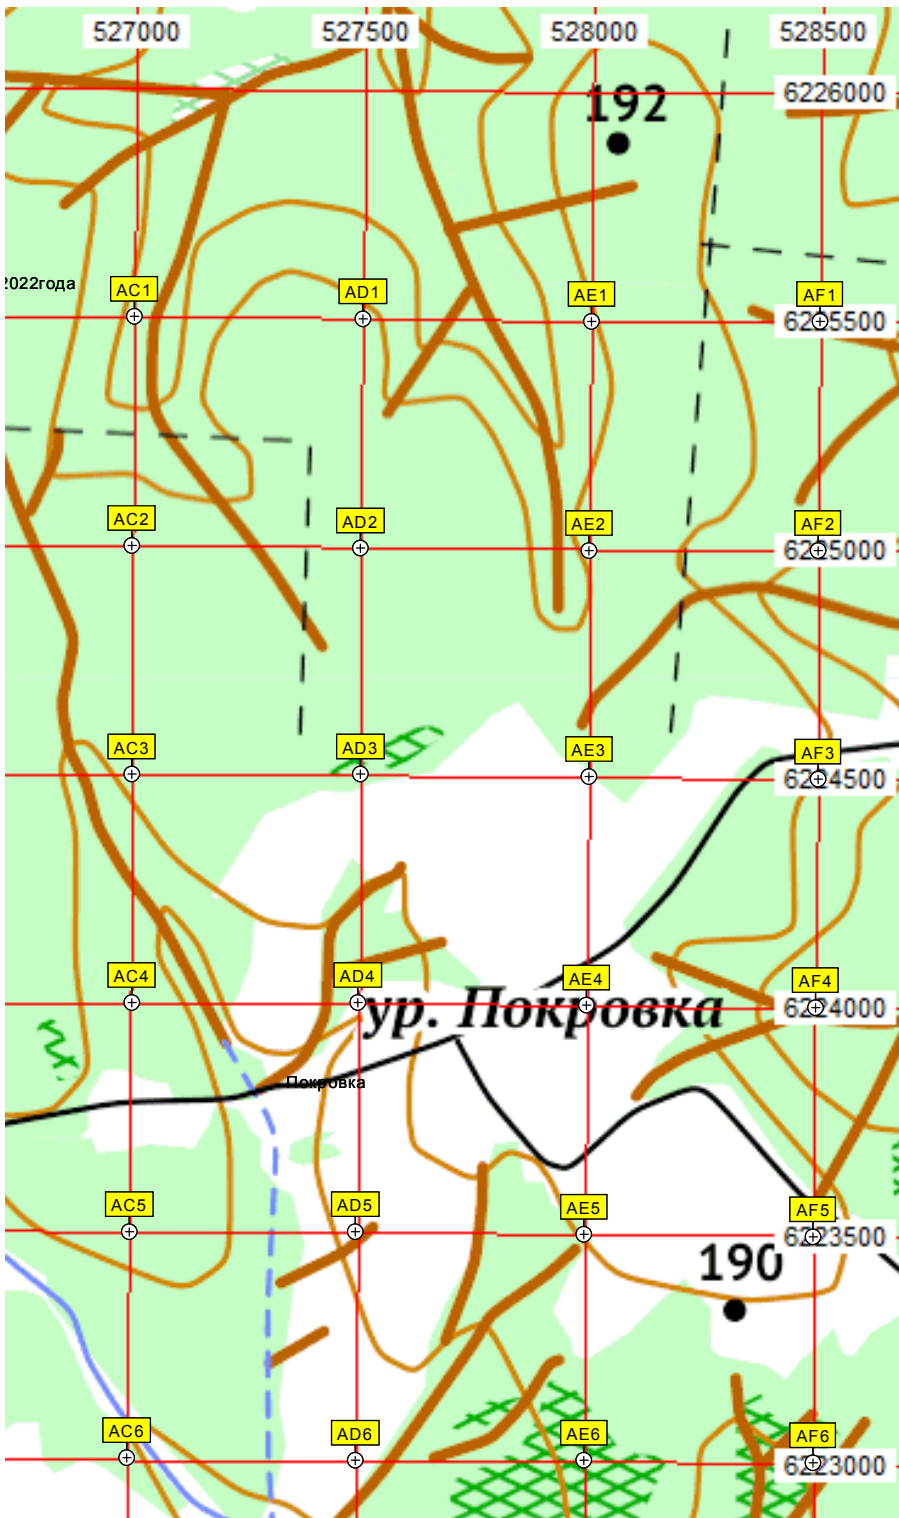 527000 527500 528000 528500
6226000
192
2022года
AC1 AD1 AE1 AF1
6225500
AC2 AD2 AE2 AF2
6225000
AC3 AD3 AE3 AF3
6224500
AC4 AD4 AE4 AF4
ур. Покровка 6224000
Покровка
AC5 AD5 AE5 AF5
6223500
190
AC6 AD6 AE6 AF6
6223000